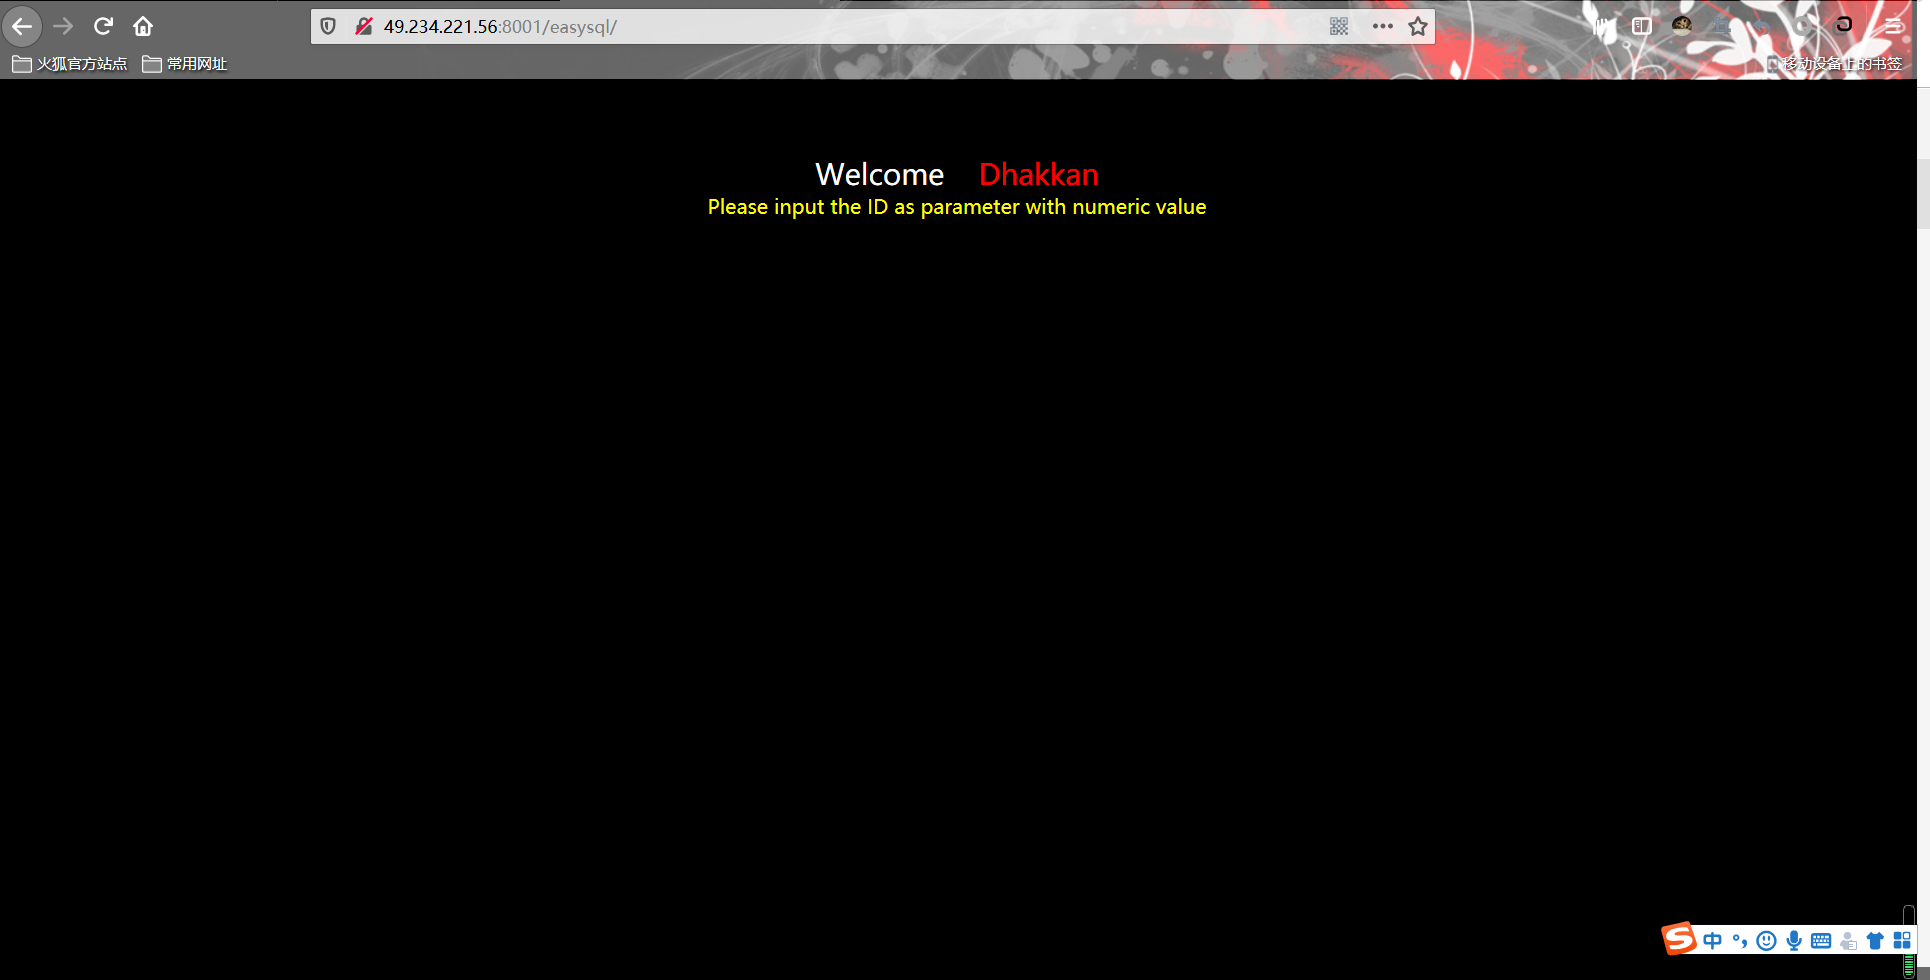 49.234.221.56:8001/easysql/
火狐官方站点 常用网址 移动设备上的书签
Welcome Dhakkan
Please input the ID as parameter with numeric value
S 中